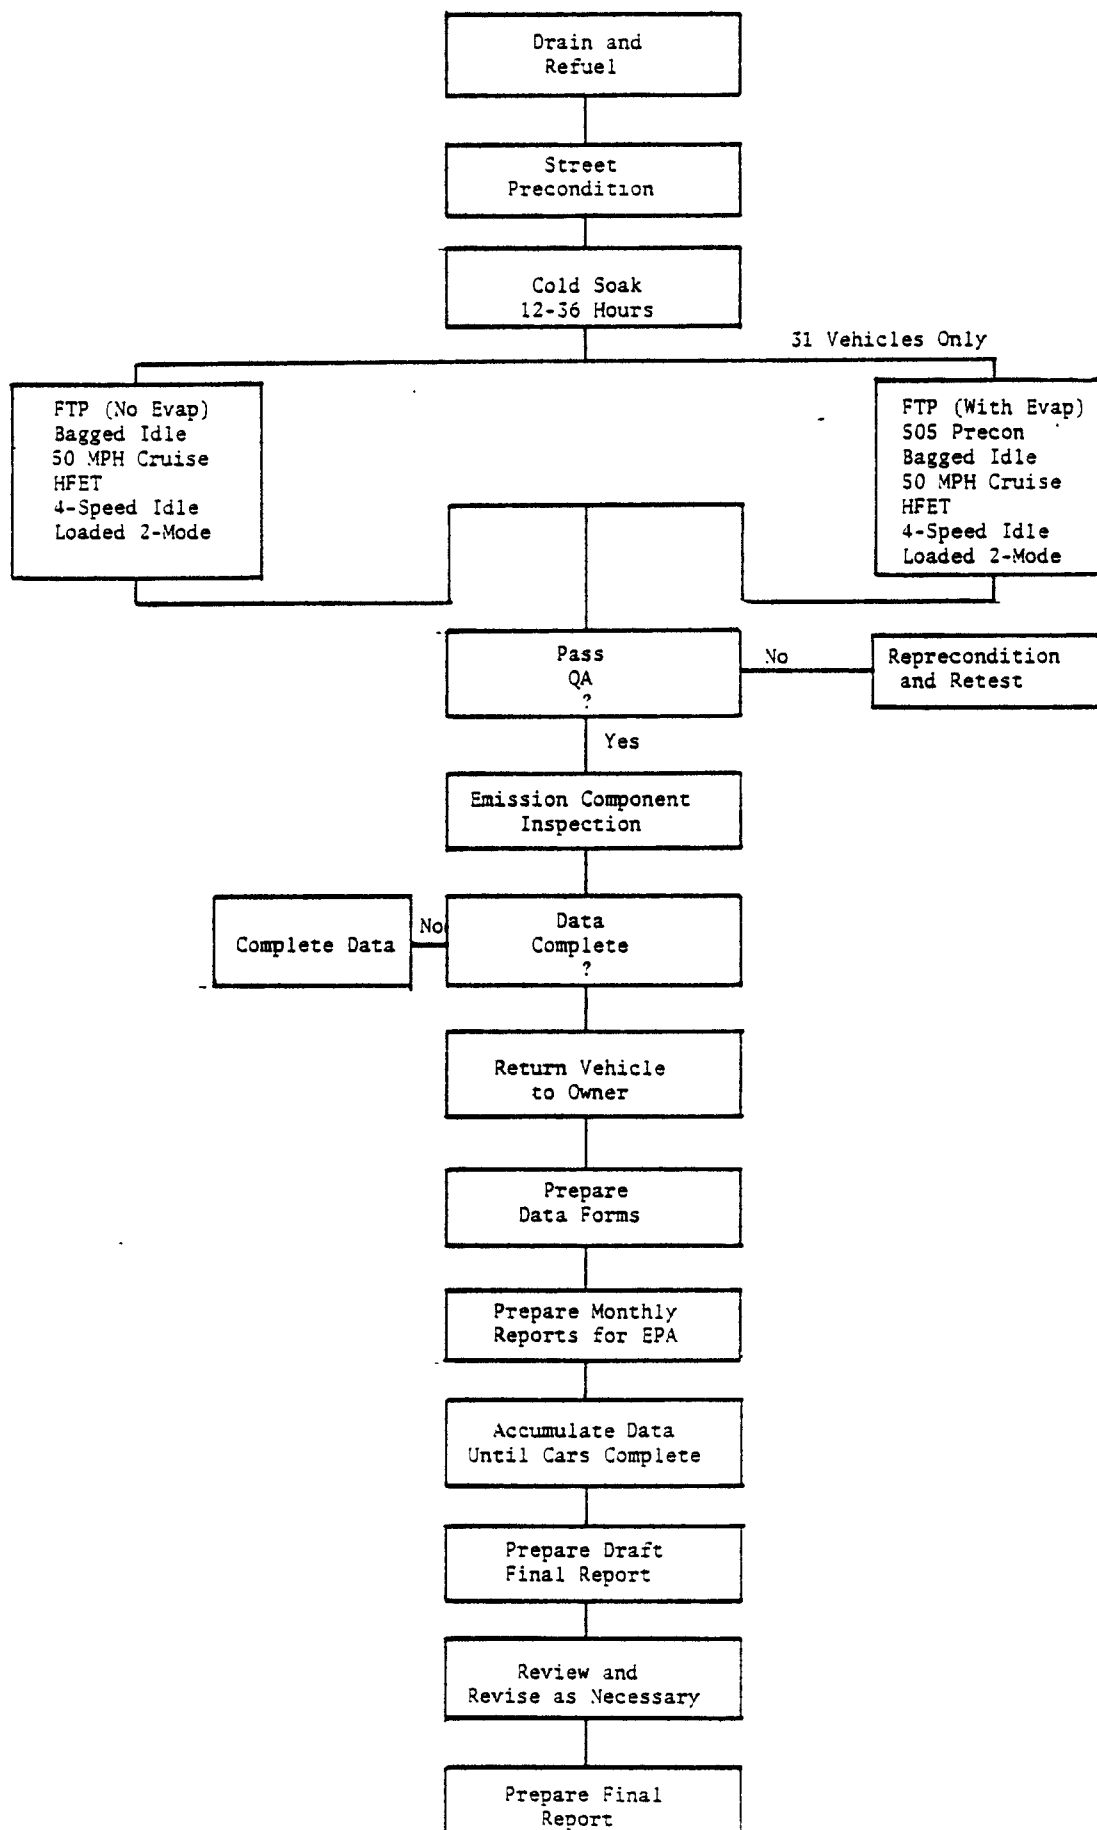 Drain and
Refuel
Street
Precondition
Cold Soak
12-36 Hours
31 Vehicles Only
FTP (No Evap)
Bagged Idle
50 MPH Cruise
HFET
4-Speed Idle
Loaded 2-Mode
FTP (With Evap)
505 Precon
Bagged Idle
50 MPH Cruise
HFET
4-Speed Idle
Loaded 2-Mode
Pass
QA
?
No
Reprecondition
and Retest
Yes
Emission Component
Inspection
Complete Data
No
Data
Complete
?
Return Vehicle
to Owner
Prepare
Data Forms
Prepare Monthly
Reports for EPA
Accumulate Data
Until Cars Complete
Prepare Draft
Final Report
Review and
Revise as Necessary
Prepare Final
Report